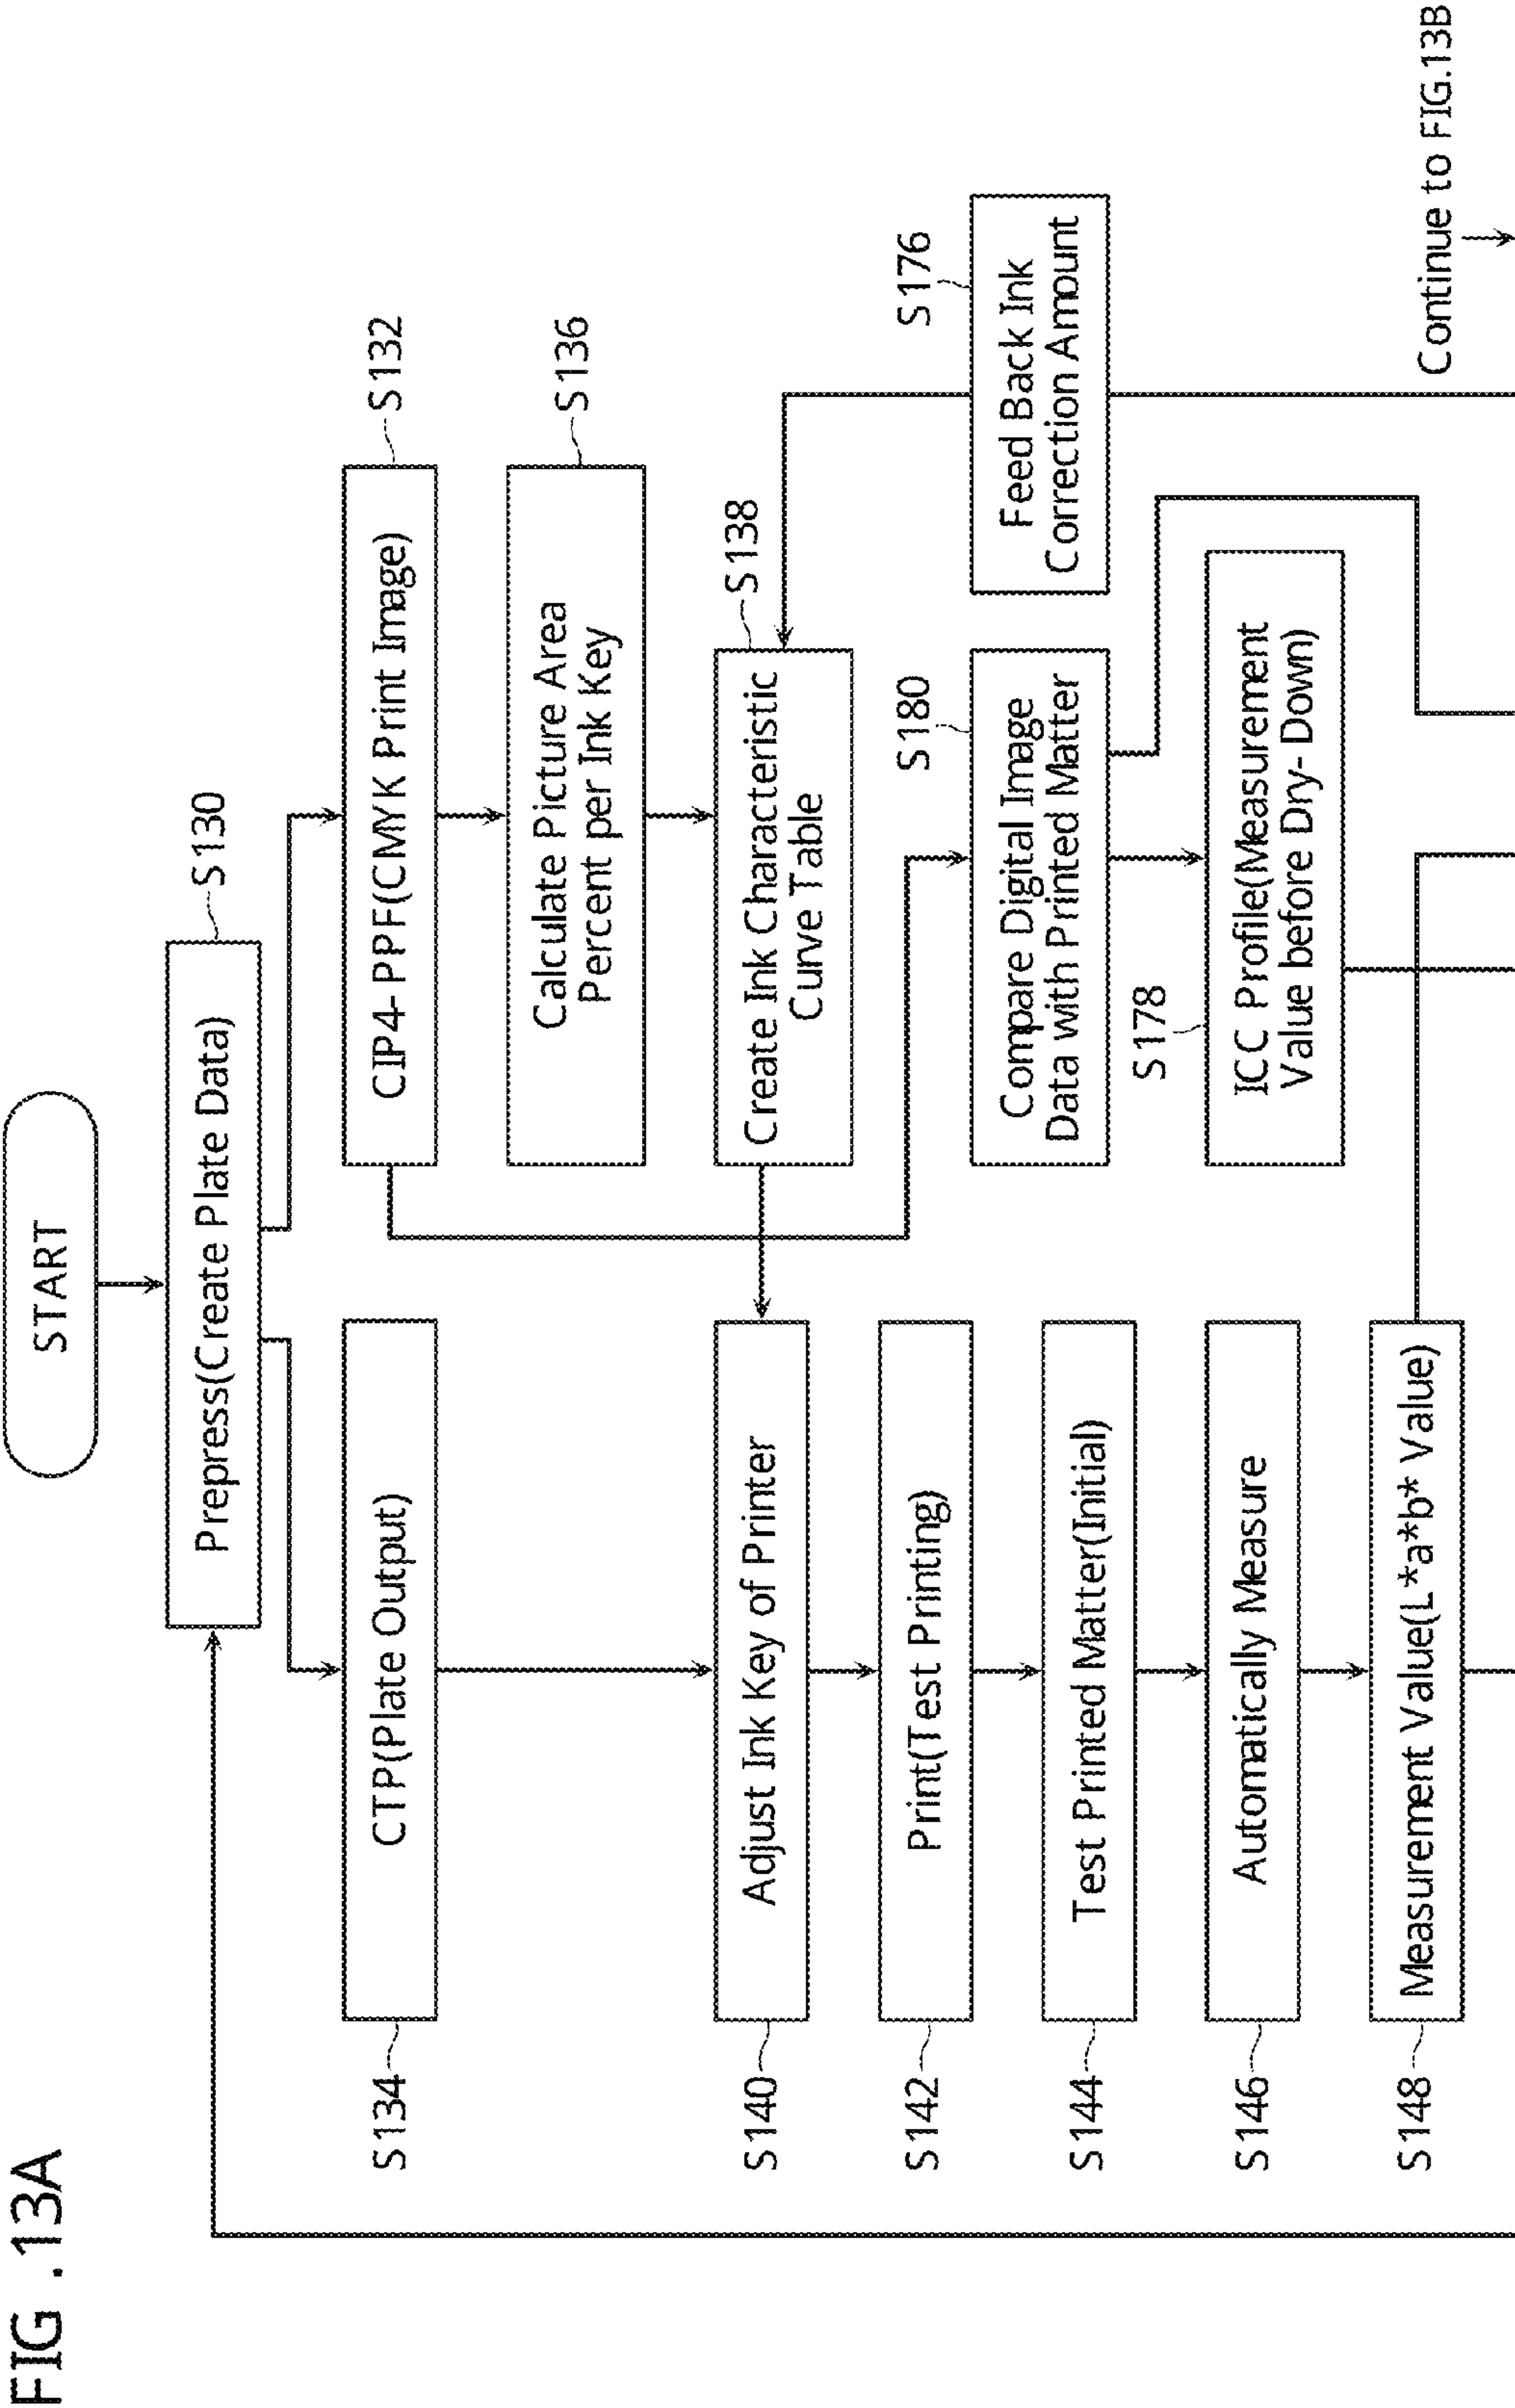 FIG .13A
START
Prepress(Create Plate Data)
S130
CTP(Plate Output)
S134
CIP4-PPF(CMYK Print Image)
S132
Calculate Picture Area
Percent per Ink Key
S136
Create Ink Characteristic
Curve Table
S138
Adjust Ink Key of Printer
S140
Print(Test Printing)
S142
Test Printed Matter(Initial)
S144
Automatically Measure
S146
Measurement Value(L*a*b* Value)
S148
Compare Digital Image
Data with Printed Matter
S180
Feed Back Ink
Correction Amount
S176
ICC Profile(Measurement
Value before Dry-Down)
S178
Continue to FIG.13B